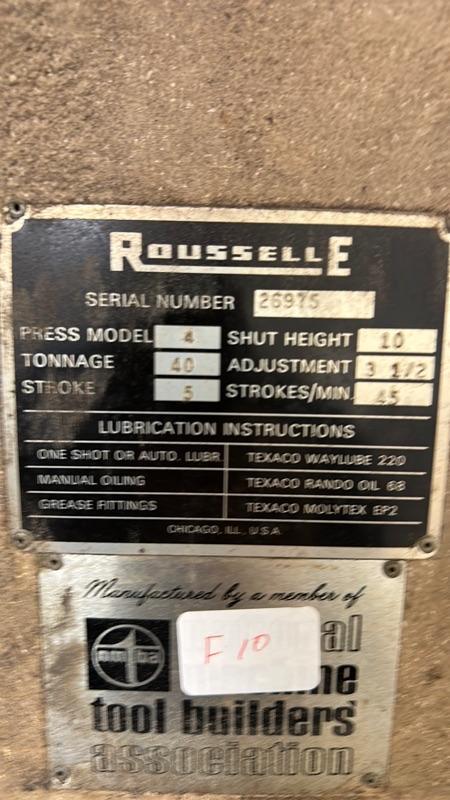 ROUSSELLE
SERIAL NUMBER 26975
PRESS MODEL 4 SHUT HEIGHT 10
TONNAGE 40 ADJUSTMENT 3 1/2
STROKE 5 STROKES/MIN. 45
LUBRICATION INSTRUCTIONS
ONE SHOT OR AUTO. LUBR. TEXACO WAYLUBE 220
MANUAL OILING TEXACO RANDO OIL 68
GREASE FITTINGS TEXACO MOLYTEX EP2
CHICAGO, ILL. U.S.A.
Manufactured by a member of
F 10
al
ine
tool builders'
association